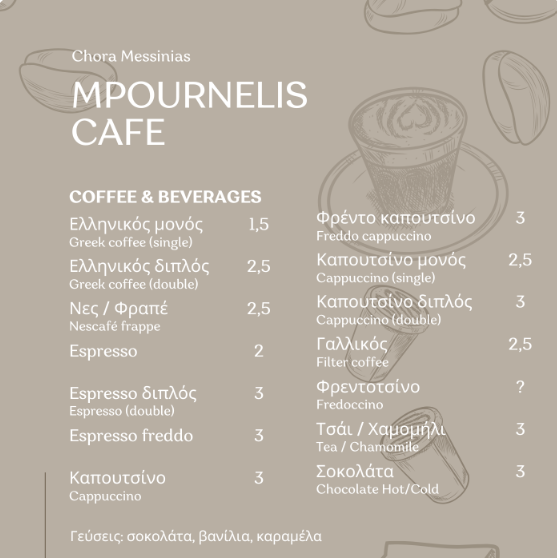 Chora Messinias
MPOURNELIS
CAFE
COFFEE & BEVERAGES
Ελληνικός μονός 1,5
Greek coffee (single)
Ελληνικός διπλός 2,5
Greek coffee (double)
Νες / Φραπέ 2,5
Nescafé frappe
Espresso 2
Espresso διπλός 3
Espresso (double)
Espresso freddo 3
Καπουτσίνο 3
Cappuccino
Γεύσεις: σοκολάτα, βανίλια, καραμέλα
Φρέντο καπουτσίνο 3
Freddo cappuccino
Καπουτσίνο μονός 2,5
Cappuccino (single)
Καπουτσίνο διπλός 3
Cappuccino (double)
Γαλλικός 2,5
Filter coffee
Φρεντοτσίνο ?
Fredoccino
Τσάι / Χαμομήλι 3
Tea / Chamomile
Σοκολάτα 3
Chocolate Hot/Cold